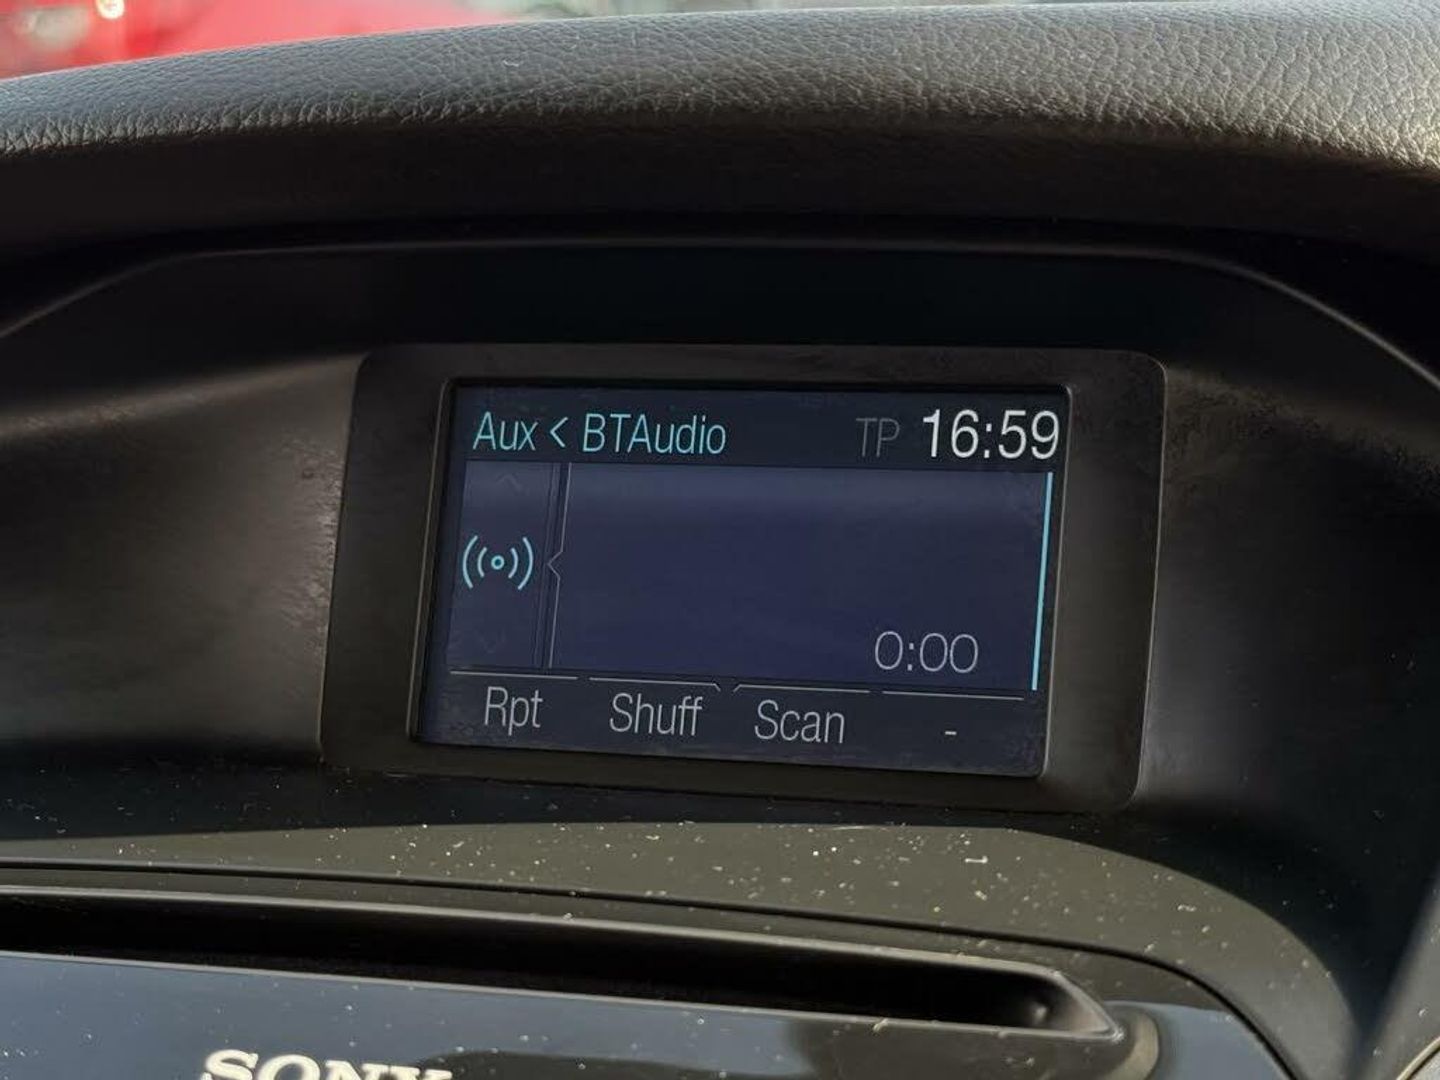 Aux < BTAudio TP 16:59
0:00
Rpt Shuff Scan -
SONY